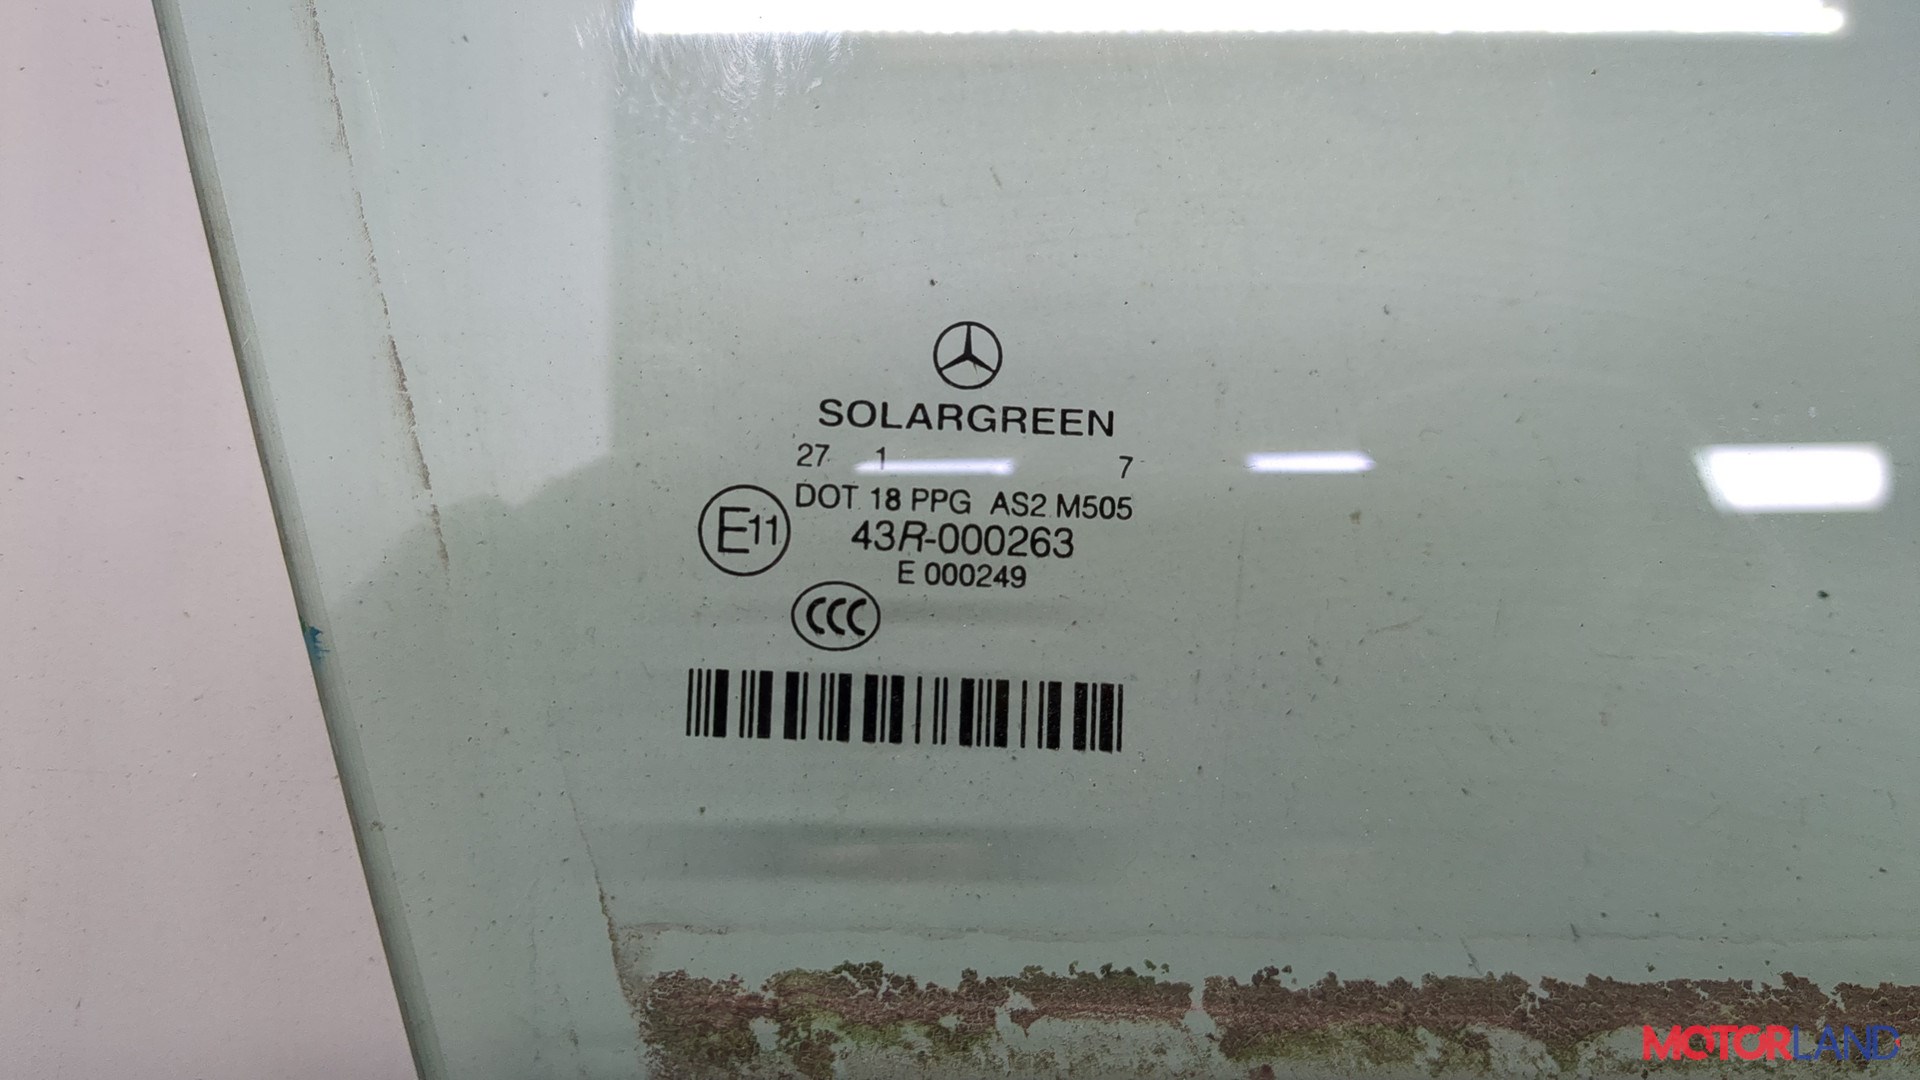 SOLARGREEN
27 1 7
DOT 18 PPG AS2 M505
E11
43R-000263
E 000249
CCC
MOTORLAND